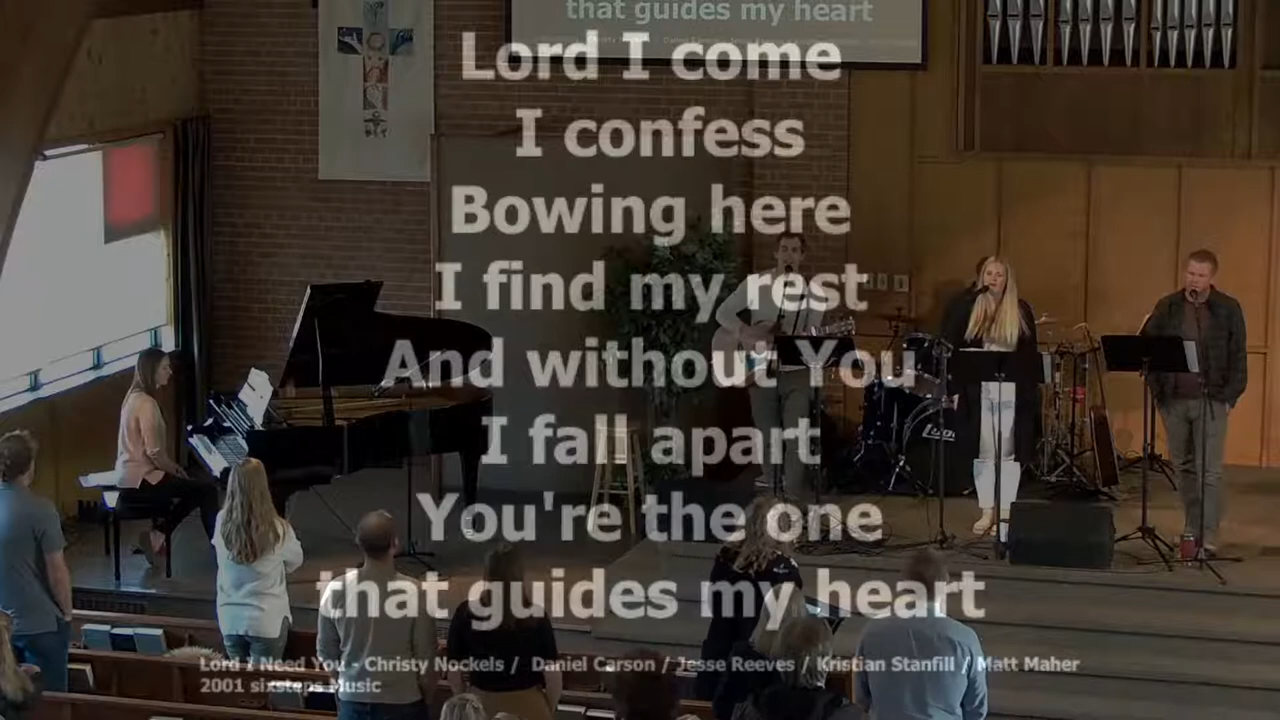 that guides my heart
Lord I come
I confess
Bowing here
I find my rest
And without You
I fall apart
You're the one
that guides my heart
Lord I Need You - Christy Nockels / Daniel Carson / Jesse Reeves / Kristian Stanfill / Matt Maher
2001 sixsteps Music